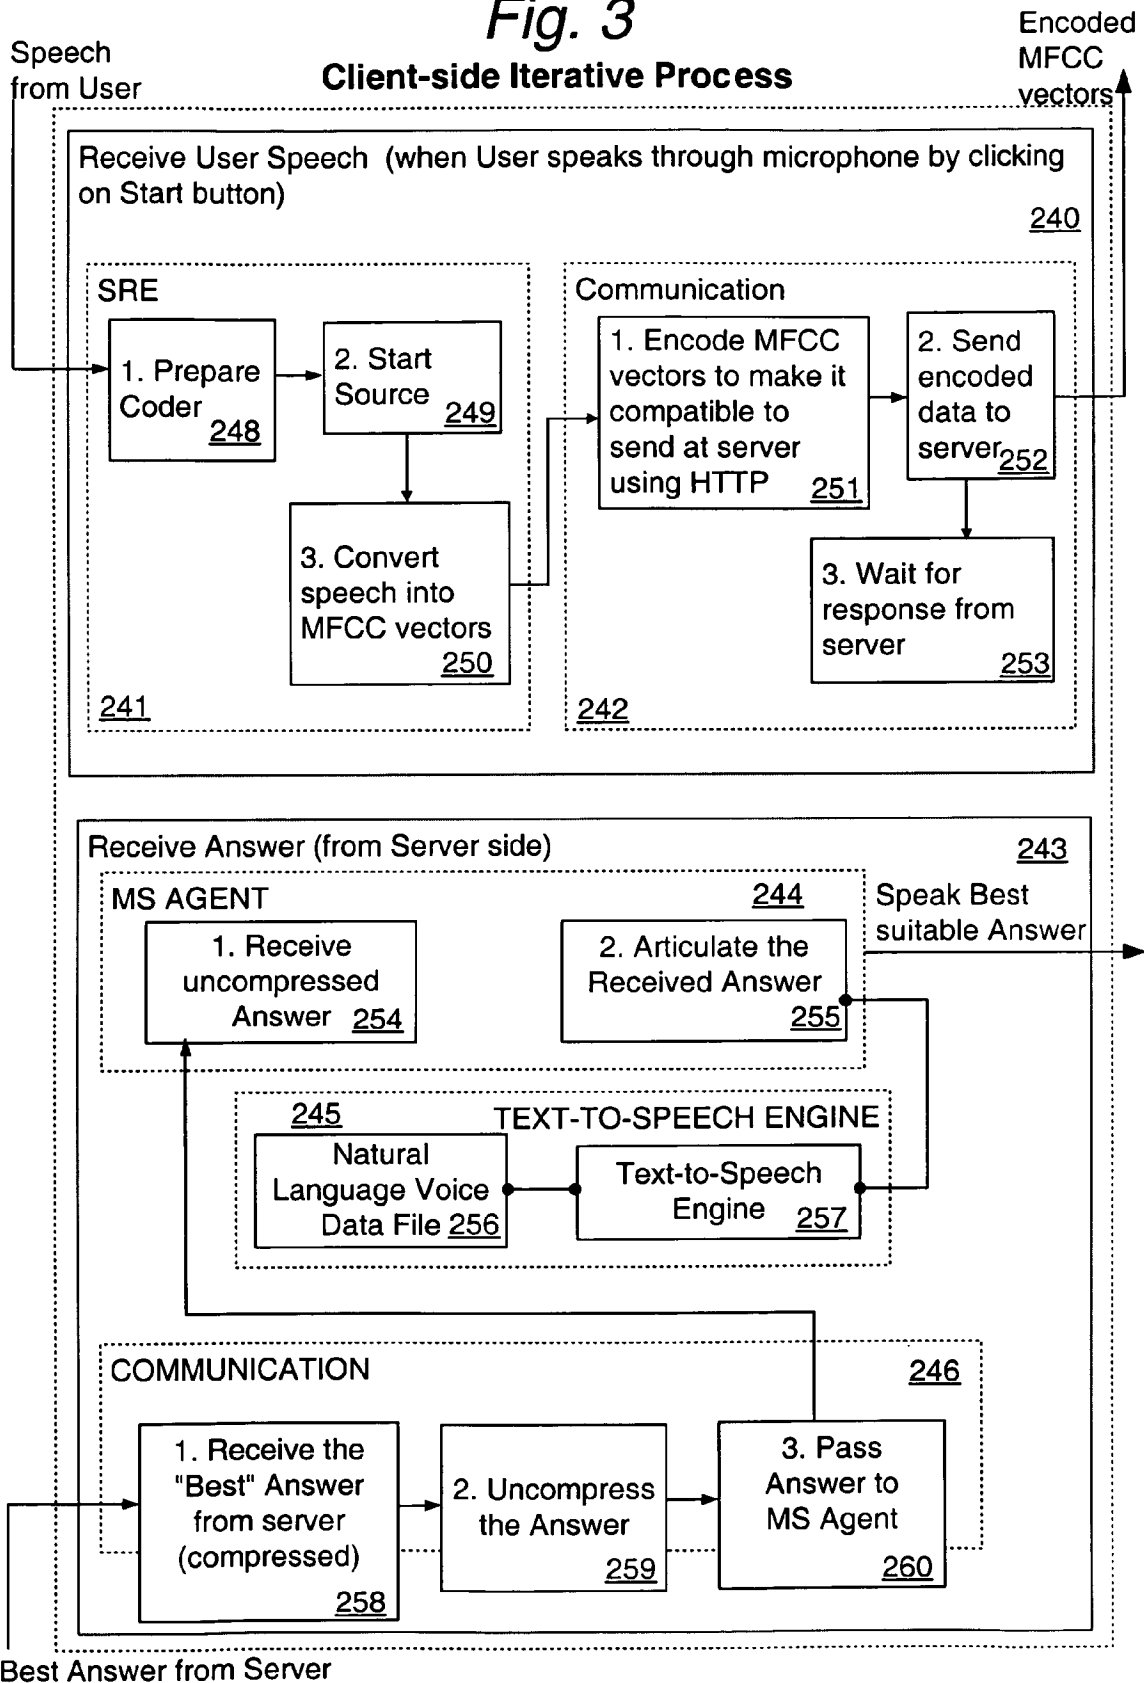 Fig. 3
Client-side Iterative Process
Speech
from User
Encoded
MFCC
vectors
Receive User Speech (when User speaks through microphone by clicking
on Start button)
240
SRE
1. Prepare
Coder
248
2. Start
Source
249
3. Convert
speech into
MFCC vectors
250
241
Communication
1. Encode MFCC
vectors to make it
compatible to
send at server
using HTTP
251
2. Send
encoded
data to
server
252
3. Wait for
response from
server
253
242
Receive Answer (from Server side)
243
MS AGENT
244
1. Receive
uncompressed
Answer
254
2. Articulate the
Received Answer
255
Speak Best
suitable Answer
245
TEXT-TO-SPEECH ENGINE
Natural
Language Voice
Data File 256
Text-to-Speech
Engine
257
COMMUNICATION
246
1. Receive the
"Best" Answer
from server
(compressed)
258
2. Uncompress
the Answer
259
3. Pass
Answer to
MS Agent
260
Best Answer from Server